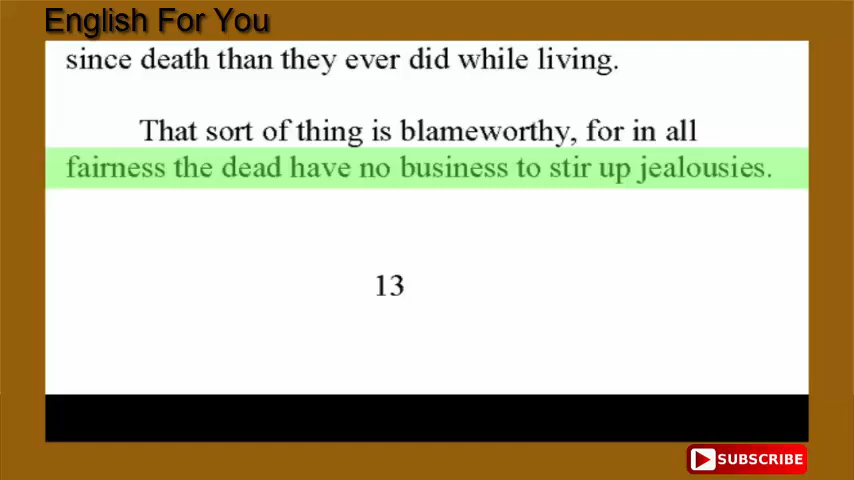 English For You
since death than they ever did while living.
That sort of thing is blameworthy, for in all
fairness the dead have no business to stir up jealousies.
13
SUBSCRIBE